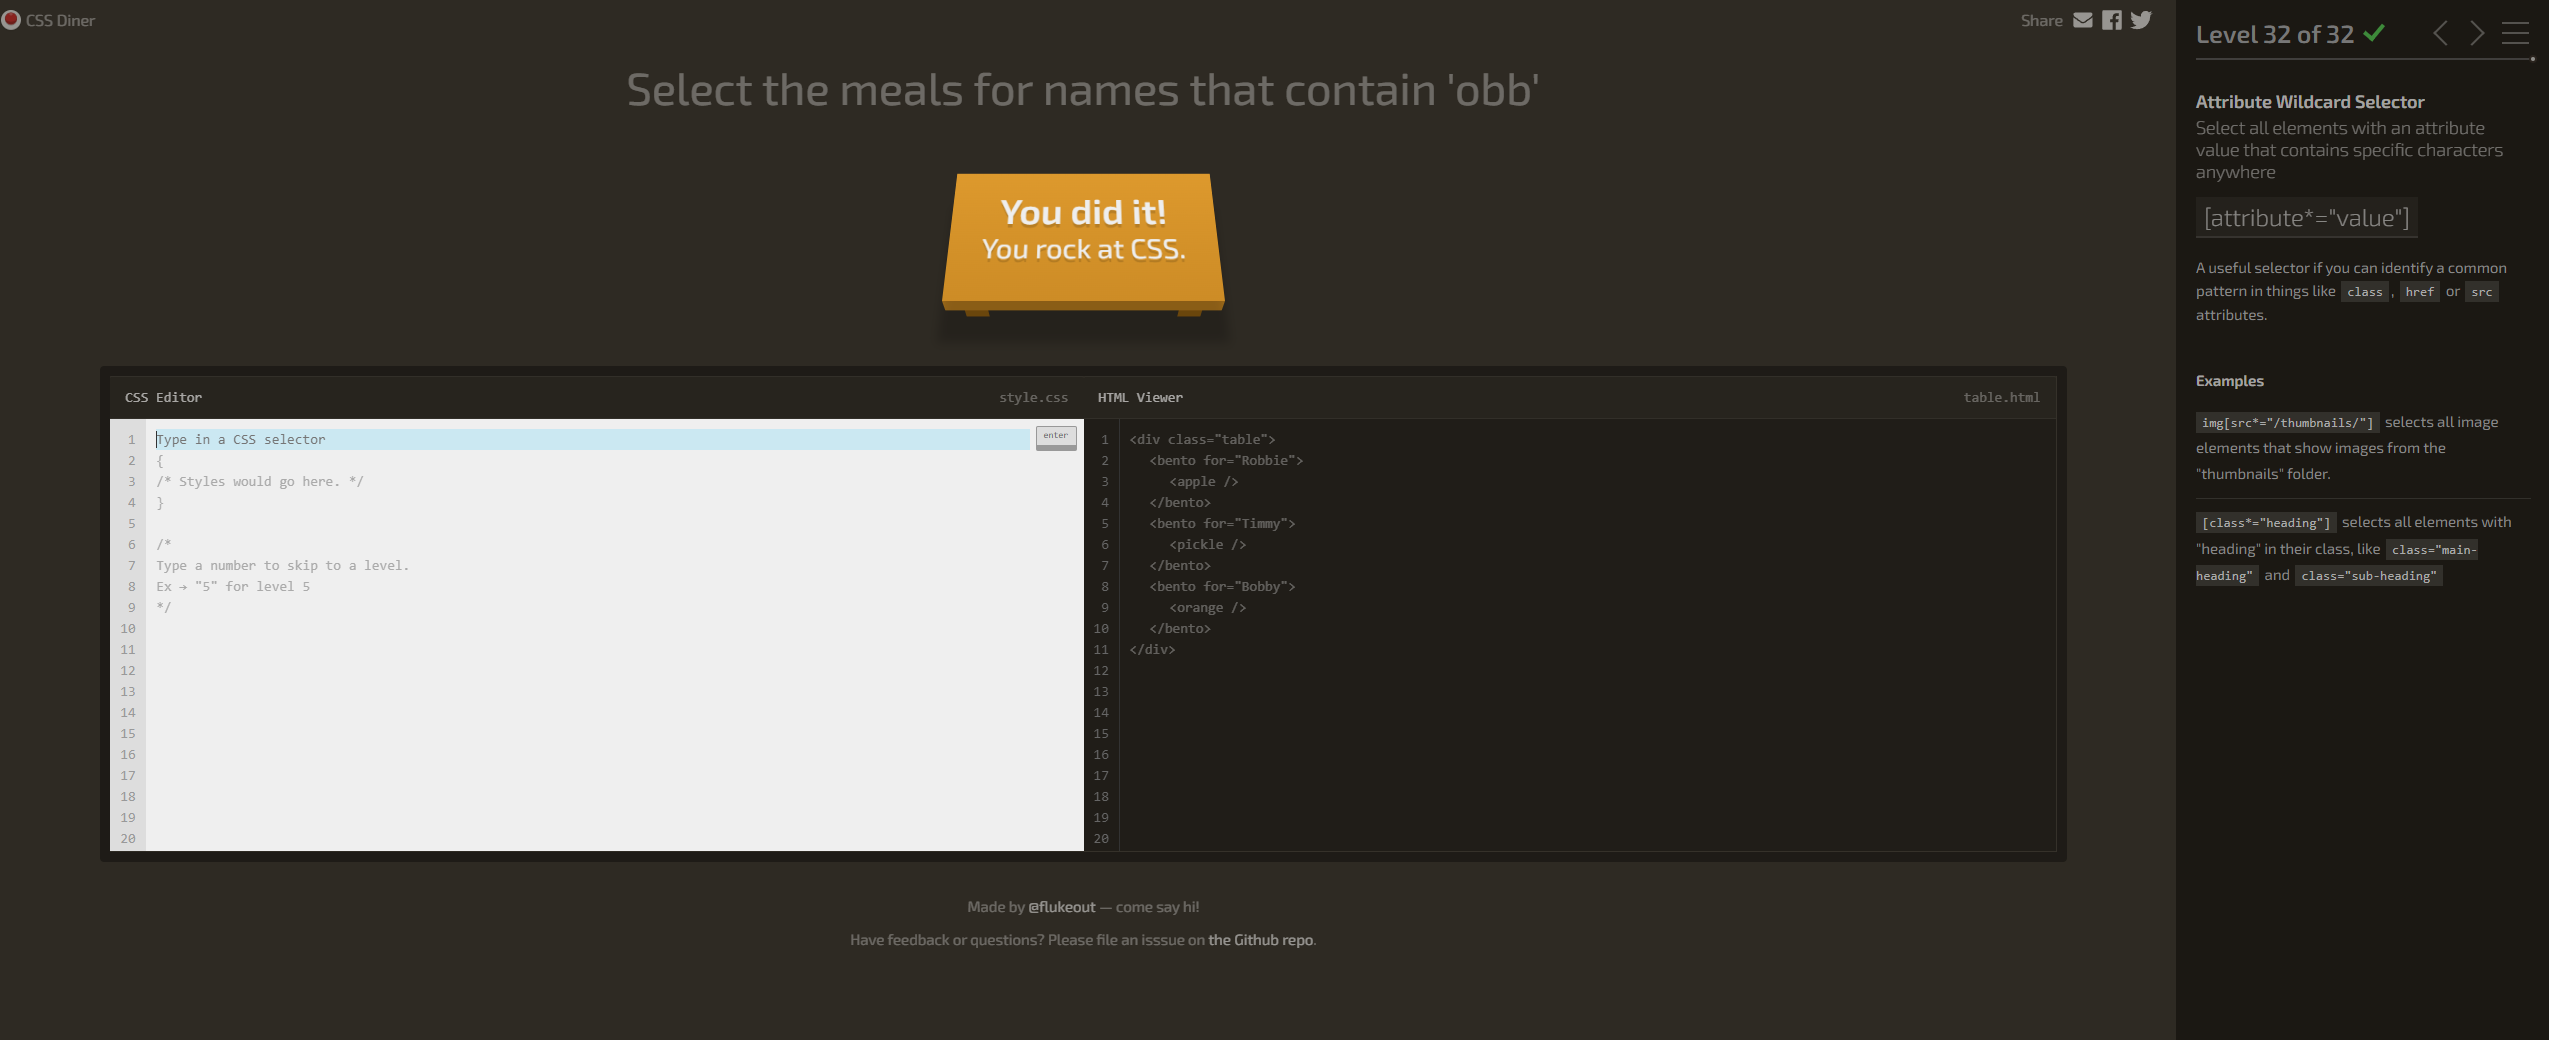 CSS Diner
Share
Select the meals for names that contain 'obb'
You did it!
You rock at CSS.
CSS Editor
style.css
1 Type in a CSS selector
enter
2 {
3 /* Styles would go here. */
4 }
5
6 /*
7 Type a number to skip to a level.
8 Ex → "5" for level 5
9 */
10
11
12
13
14
15
16
17
18
19
20
HTML Viewer
table.html
1 <div class="table">
2 <bento for="Robbie">
3 <apple />
4 </bento>
5 <bento for="Timmy">
6 <pickle />
7 </bento>
8 <bento for="Bobby">
9 <orange />
10 </bento>
11 </div>
12
13
14
15
16
17
18
19
20
Made by @flukeout — come say hi!
Have feedback or questions? Please file an isssue on the Github repo.
Level 32 of 32
Attribute Wildcard Selector
Select all elements with an attribute
value that contains specific characters
anywhere
[attribute*="value"]
A useful selector if you can identify a common
pattern in things like class, href or src
attributes.
Examples
img[src*="/thumbnails/"] selects all image
elements that show images from the
"thumbnails" folder.
[class*="heading"] selects all elements with
"heading" in their class, like class="main-
heading" and class="sub-heading"